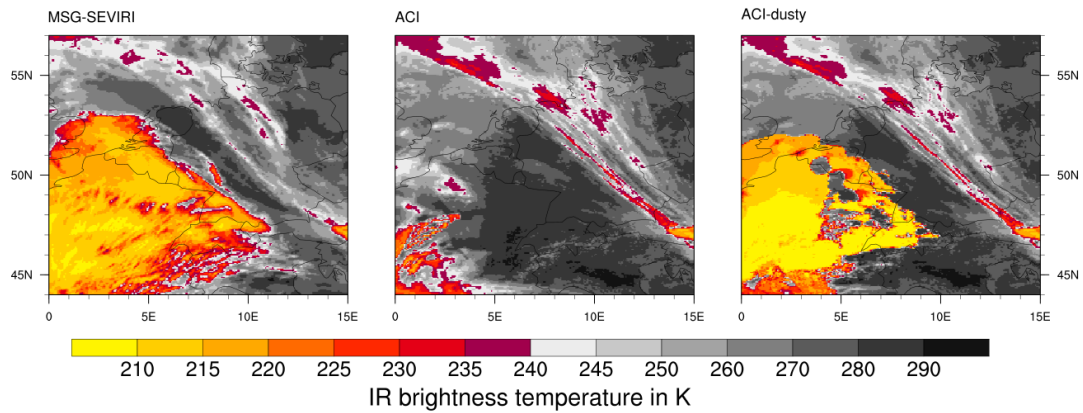 MSG-SEVIRI
ACI
ACI-dusty
55N
50N
45N
55N
50N
45N
0 5E 10E 15E
0 5E 10E 15E
0 5E 10E 15E
210 215 220 225 230 235 240 245 250 260 270 280 290
IR brightness temperature in K